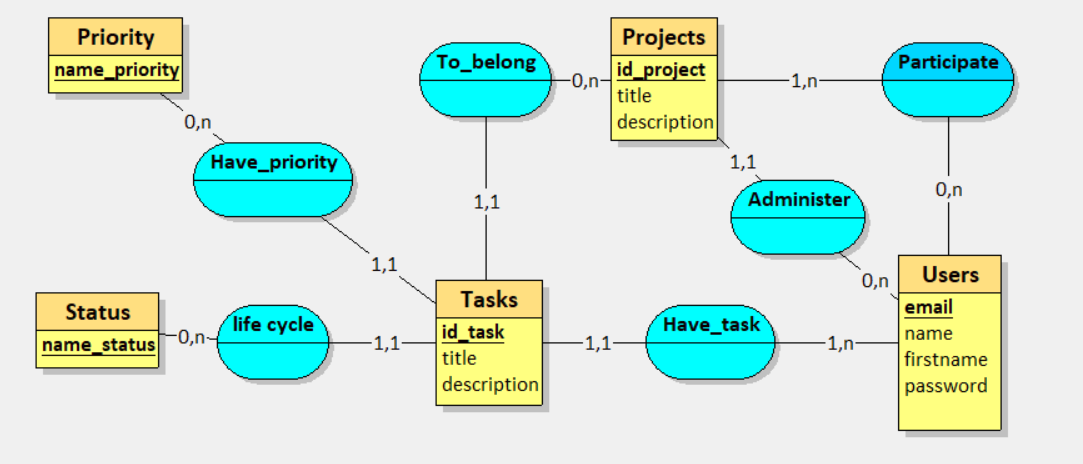 Priority
name_priority
0,n
Have_priority
1,1
Status
name_status
0,n
life cycle
1,1
To_belong
0,n
1,1
Tasks
id_task
title
description
Projects
id_project
title
description
1,n
Participate
0,n
1,1
Administer
0,n
1,1
Have_task
1,n
Users
email
name
firstname
password